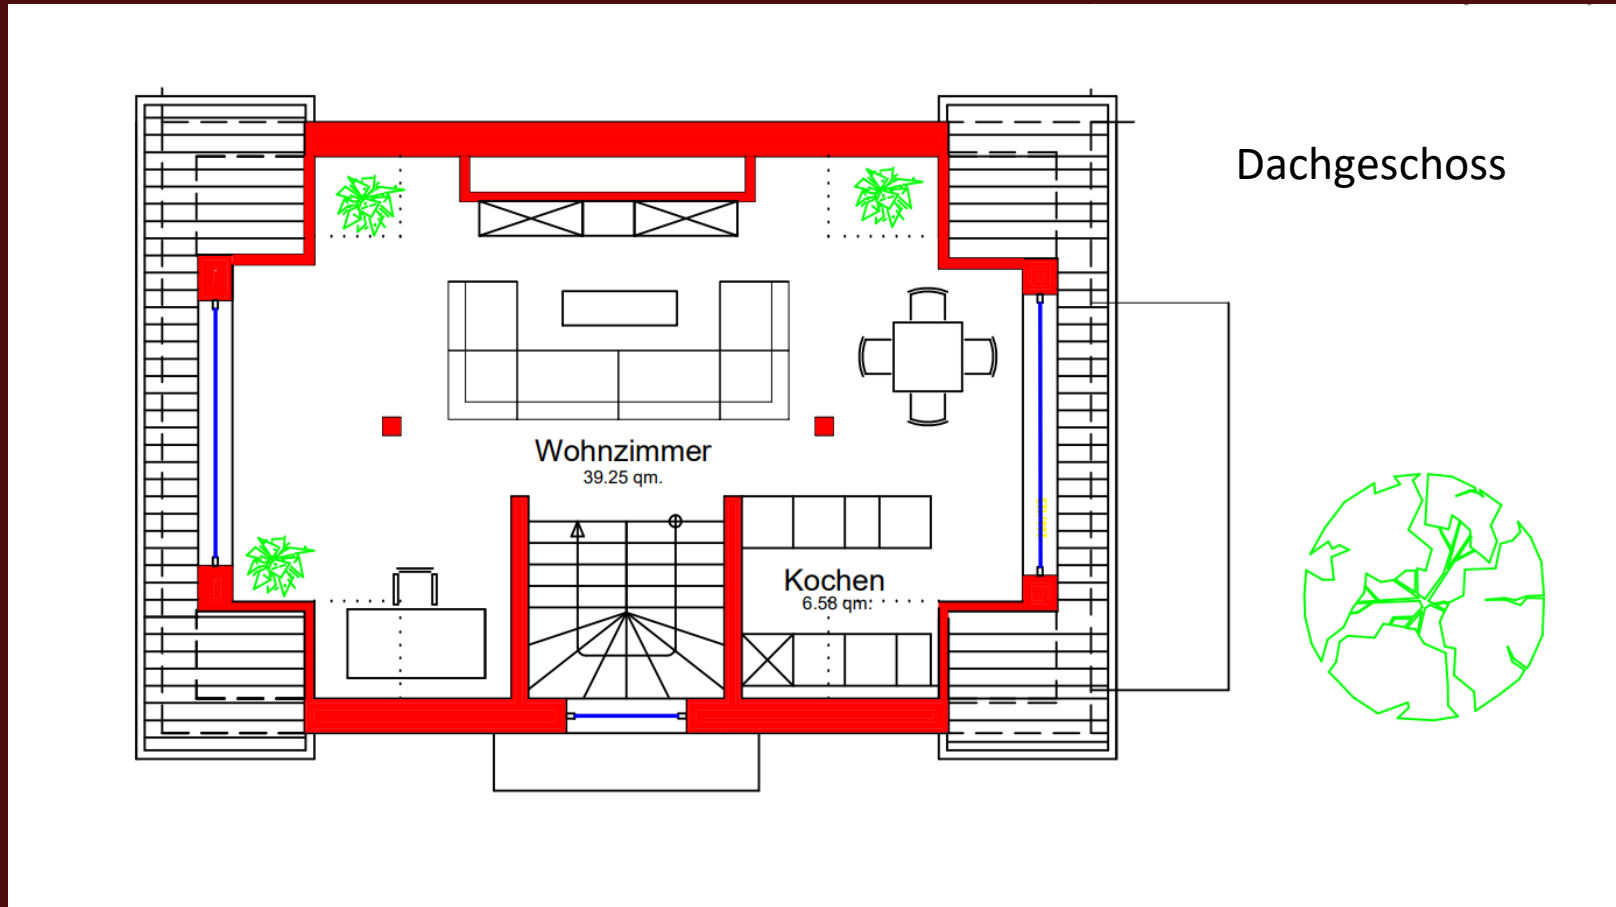 Dachgeschoss
Wohnzimmer
39.25 qm.
Kochen
6.58 qm.